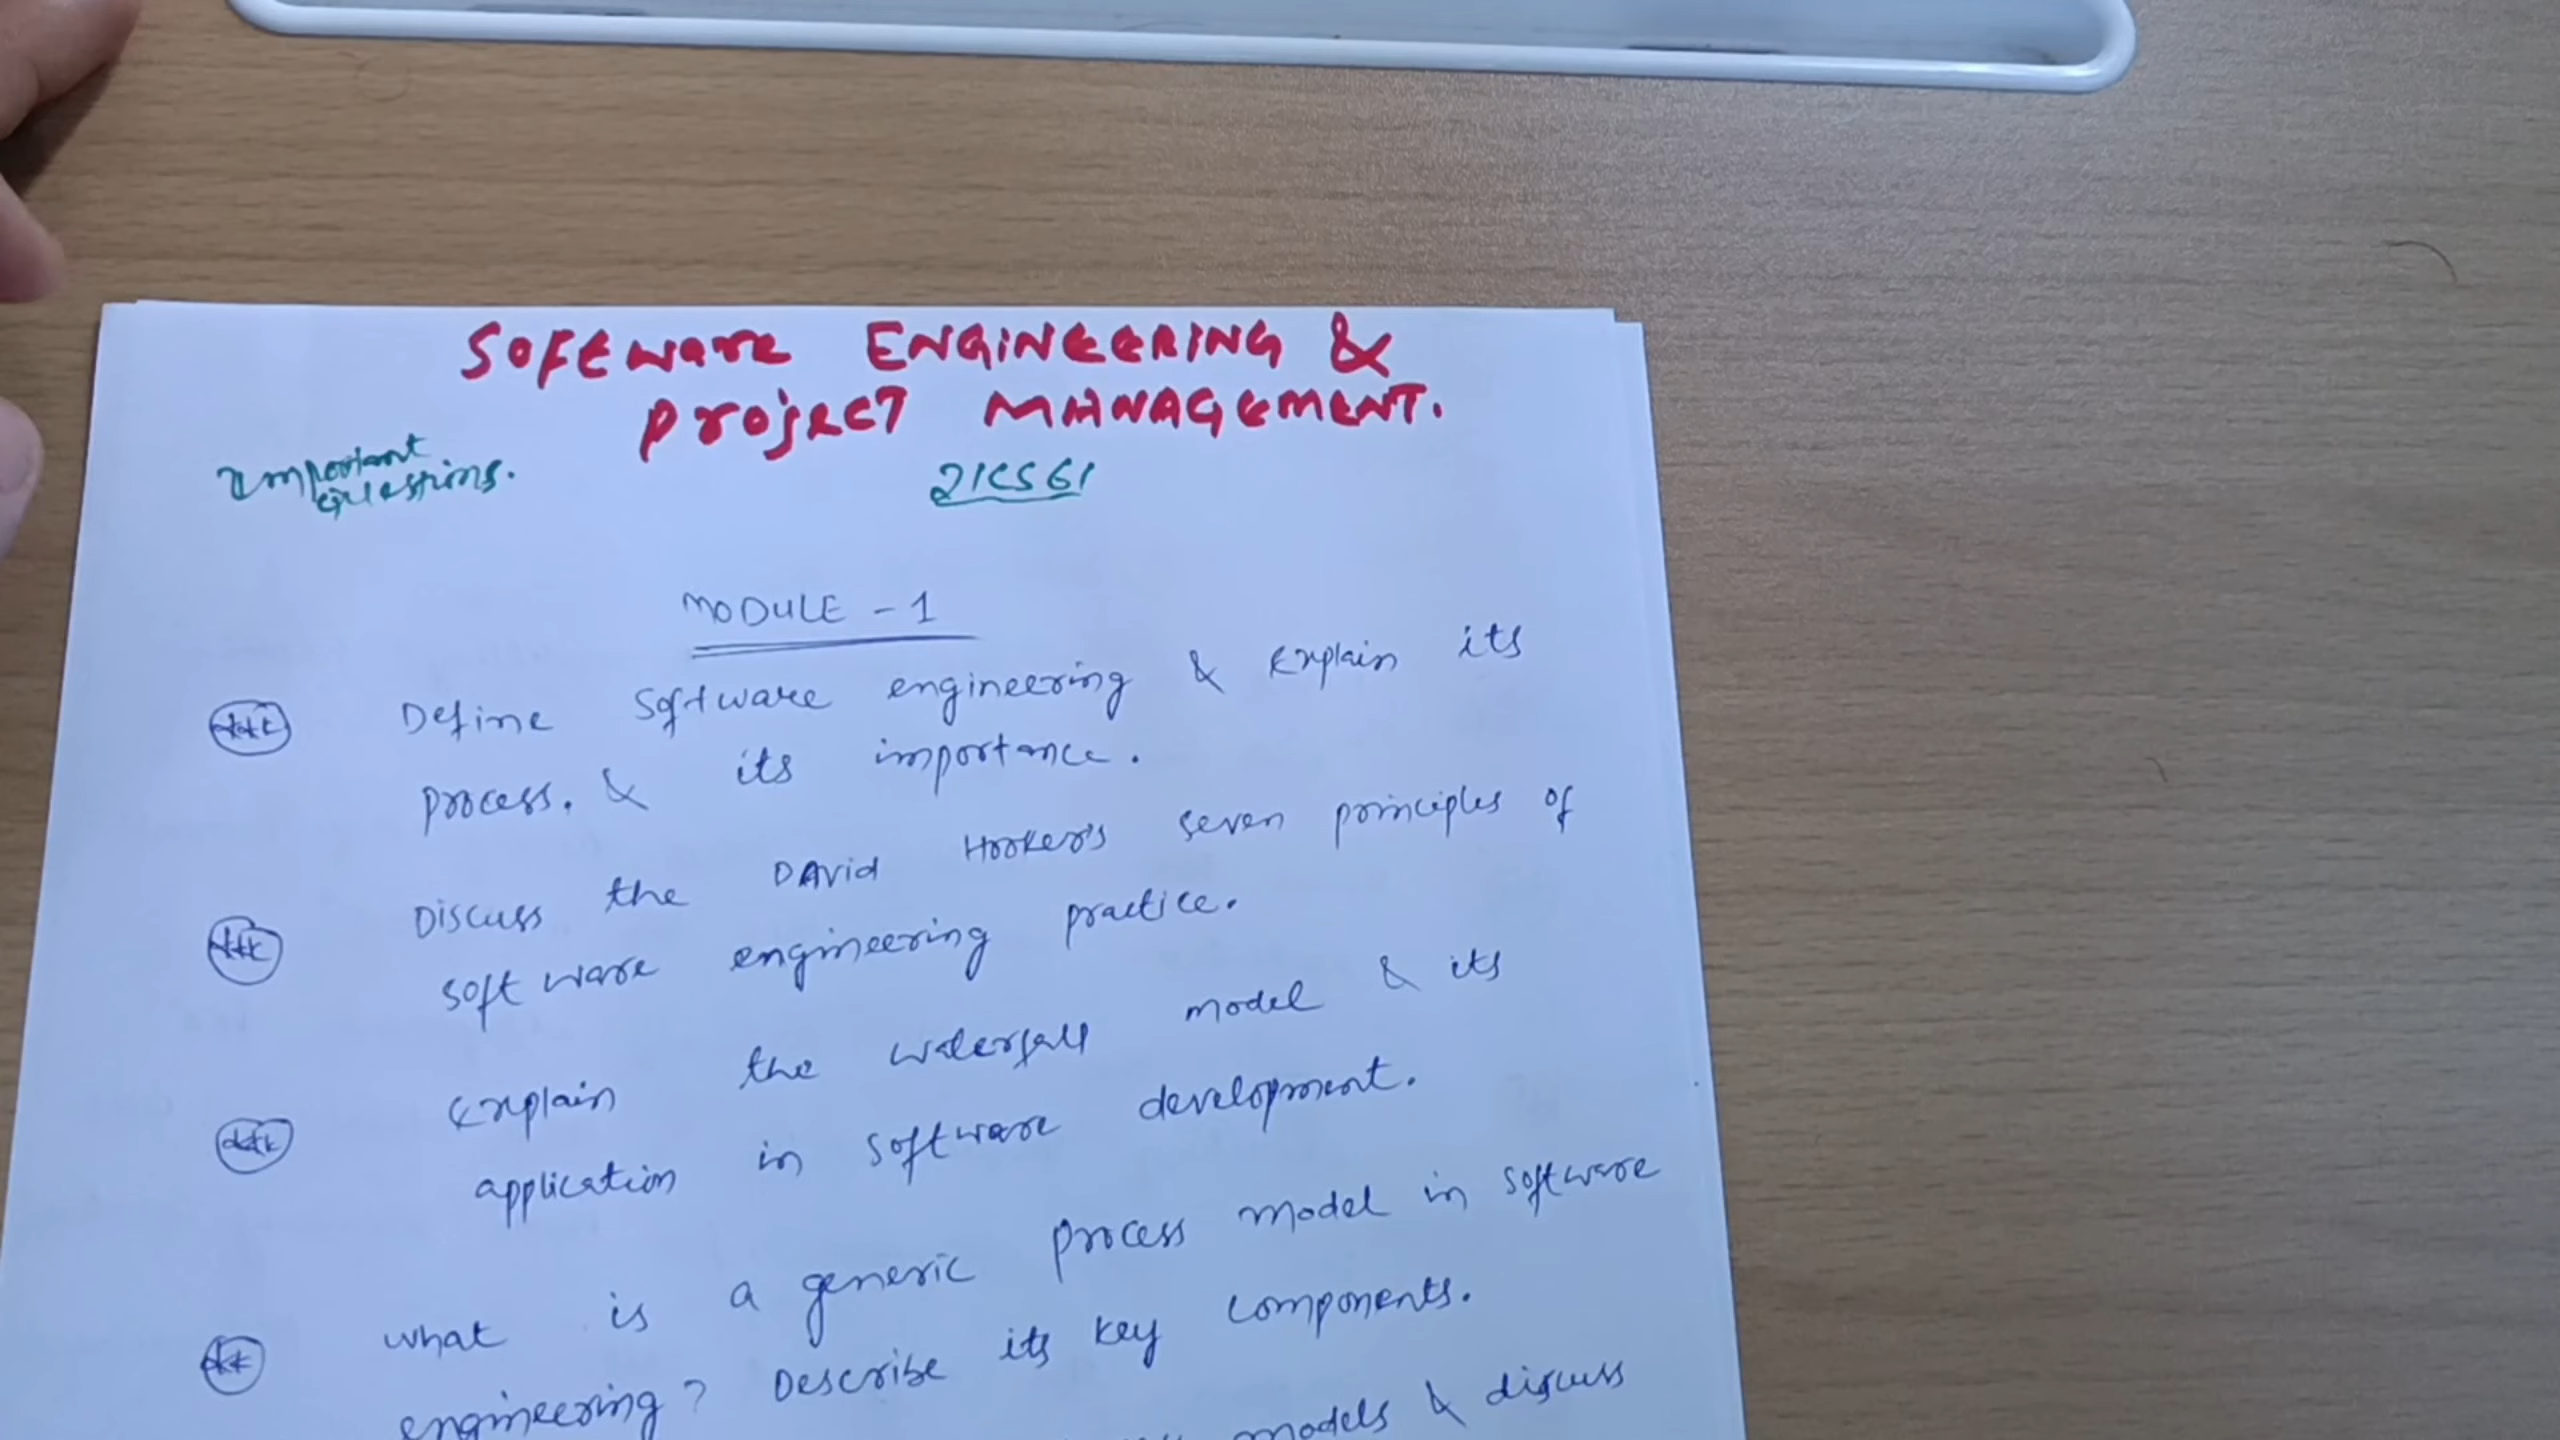 SOFTWARE ENGINEERING &
PROJECT MANAGEMENT.
Important
Questions.
21CS61
MODULE - 1
*** Define software engineering & Explain its
process. & its importance.
*** Discuss the DAvid Hooker's seven principles of
software engineering practice.
*** Explain the waterfall model & its
application in software development.
** what is a generic process model in software
engineering? Describe its key components.
models & discuss